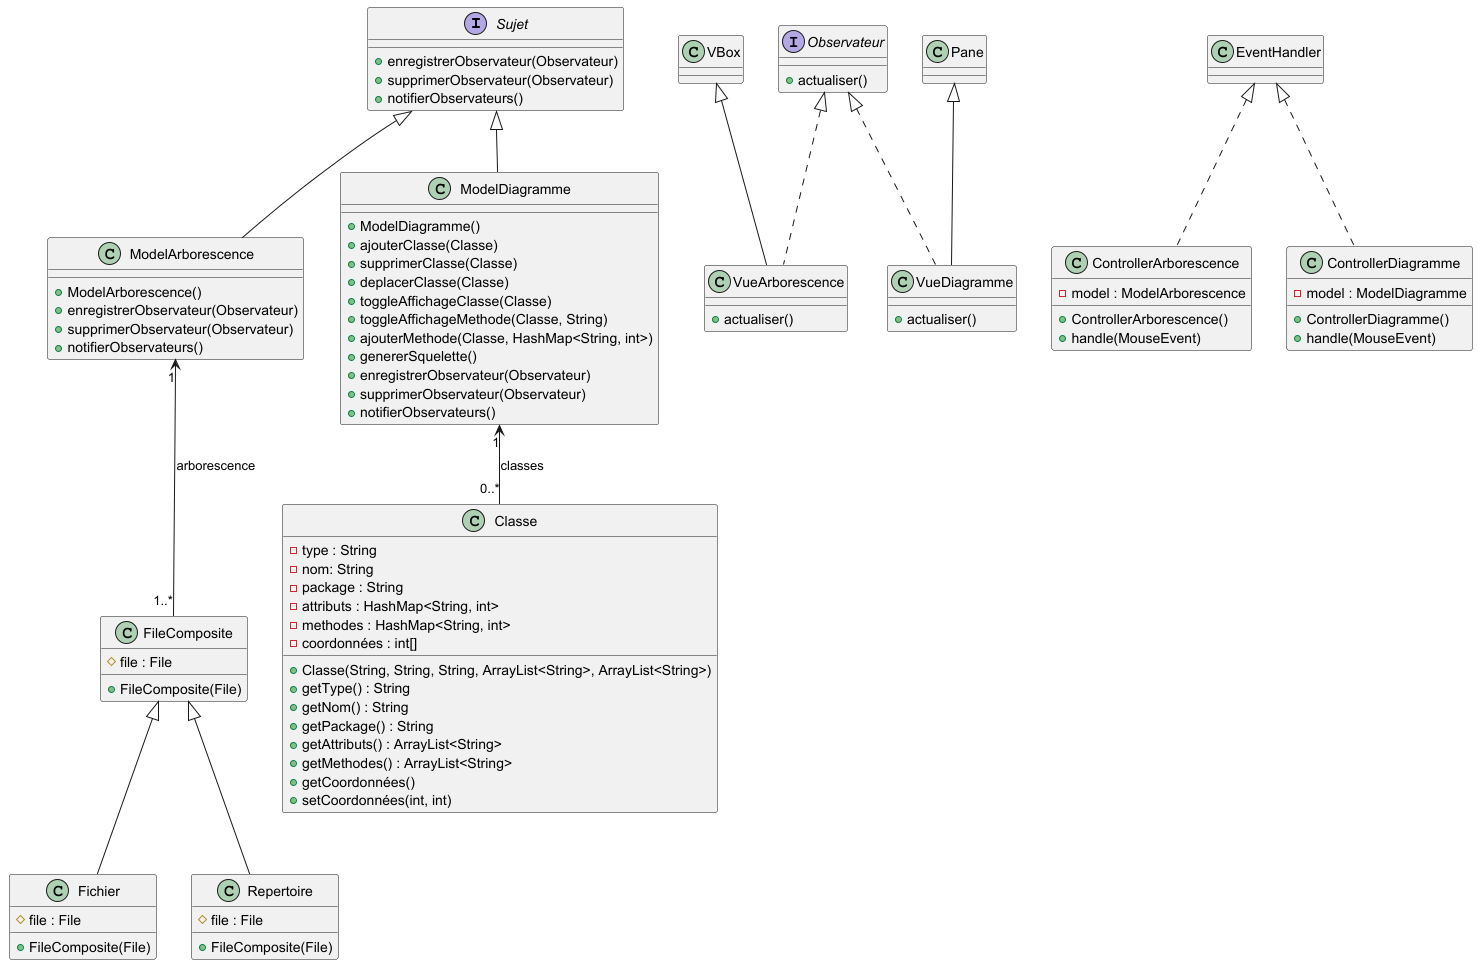 I Sujet
enregistrerObservateur(Observateur)
supprimerObservateur(Observateur)
notifierObservateurs()
C VBox
I Observateur
actualiser()
C Pane
C EventHandler
C ModelArborescence
ModelArborescence()
enregistrerObservateur(Observateur)
supprimerObservateur(Observateur)
notifierObservateurs()
C ModelDiagramme
ModelDiagramme()
ajouterClasse(Classe)
supprimerClasse(Classe)
deplacerClasse(Classe)
toggleAffichageClasse(Classe)
toggleAffichageMethode(Classe, String)
ajouterMethode(Classe, HashMap<String, int>)
genererSquelette()
enregistrerObservateur(Observateur)
supprimerObservateur(Observateur)
notifierObservateurs()
C VueArborescence
actualiser()
C VueDiagramme
actualiser()
C ControllerArborescence
model : ModelArborescence
ControllerArborescence()
handle(MouseEvent)
C ControllerDiagramme
model : ModelDiagramme
ControllerDiagramme()
handle(MouseEvent)
1
arborescence
1..*
1
classes
0..*
C Classe
type : String
nom: String
package : String
attributs : HashMap<String, int>
methodes : HashMap<String, int>
coordonnées : int[]
Classe(String, String, String, ArrayList<String>, ArrayList<String>)
getType() : String
getNom() : String
getPackage() : String
getAttributs() : ArrayList<String>
getMethodes() : ArrayList<String>
getCoordonnées()
setCoordonnées(int, int)
C FileComposite
file : File
FileComposite(File)
C Fichier
file : File
FileComposite(File)
C Repertoire
file : File
FileComposite(File)